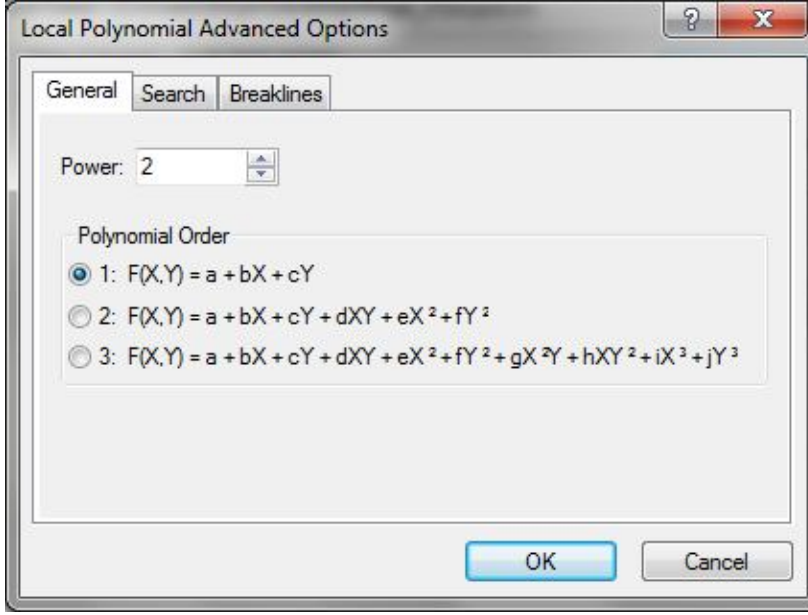 Local Polynomial Advanced Options
General Search Breaklines
Power: 2
Polynomial Order
1: F(X,Y) = a + bX + cY
2: F(X,Y) = a + bX + cY + dXY + eX² + fY²
3: F(X,Y) = a + bX + cY + dXY + eX² + fY² + gX²Y + hXY² + iX³ + jY³
OK Cancel